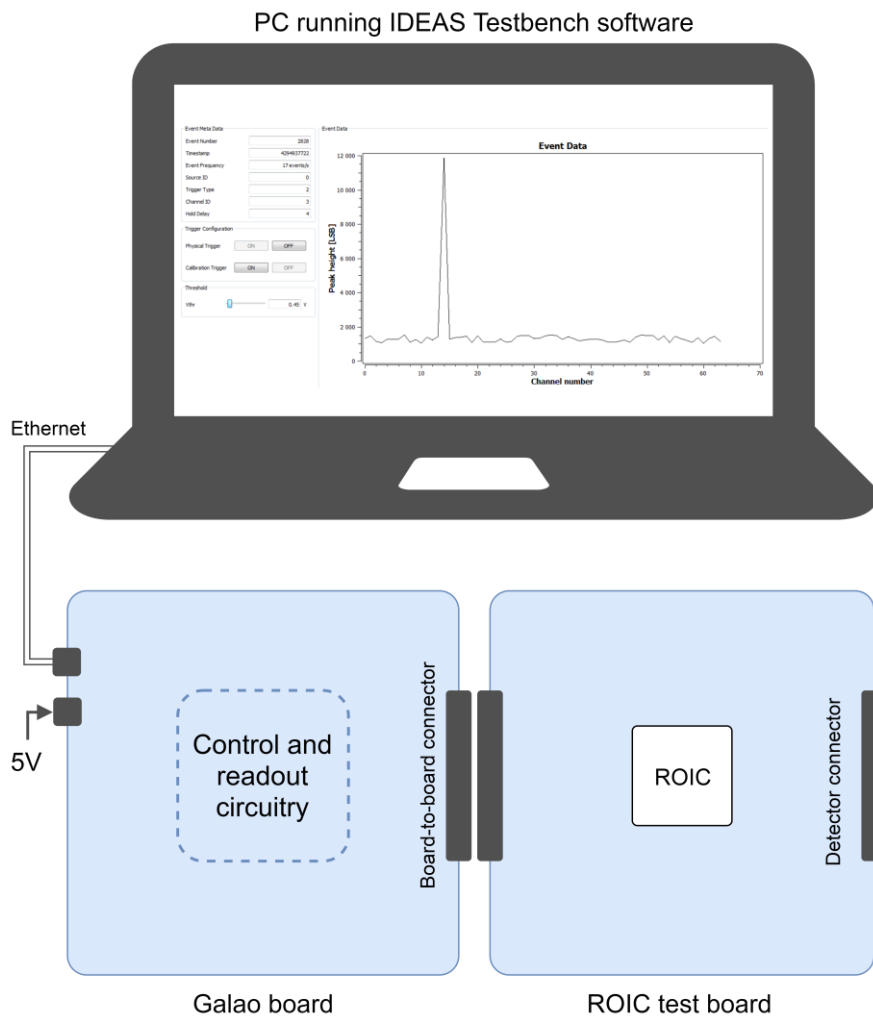 PC running IDEAS Testbench software
Event Meta Data
Event Number 2828
Timestamp 4294937722
Event Frequency 17 events/s
Source ID 0
Trigger Type 2
Channel ID 3
Hold Delay 4
Trigger Configuration
Physical Trigger ON OFF
Calibration Trigger ON OFF
Threshold
Vthr 0.45 V
Event Data
Event Data
12 000
10 000
8 000
6 000
4 000
2 000
0
Peak height [LSB]
0 10 20 30 40 50 60 70
Channel number
Ethernet
5V
Control and
readout
circuitry
Board-to-board connector
ROIC
Detector connector
Galao board
ROIC test board